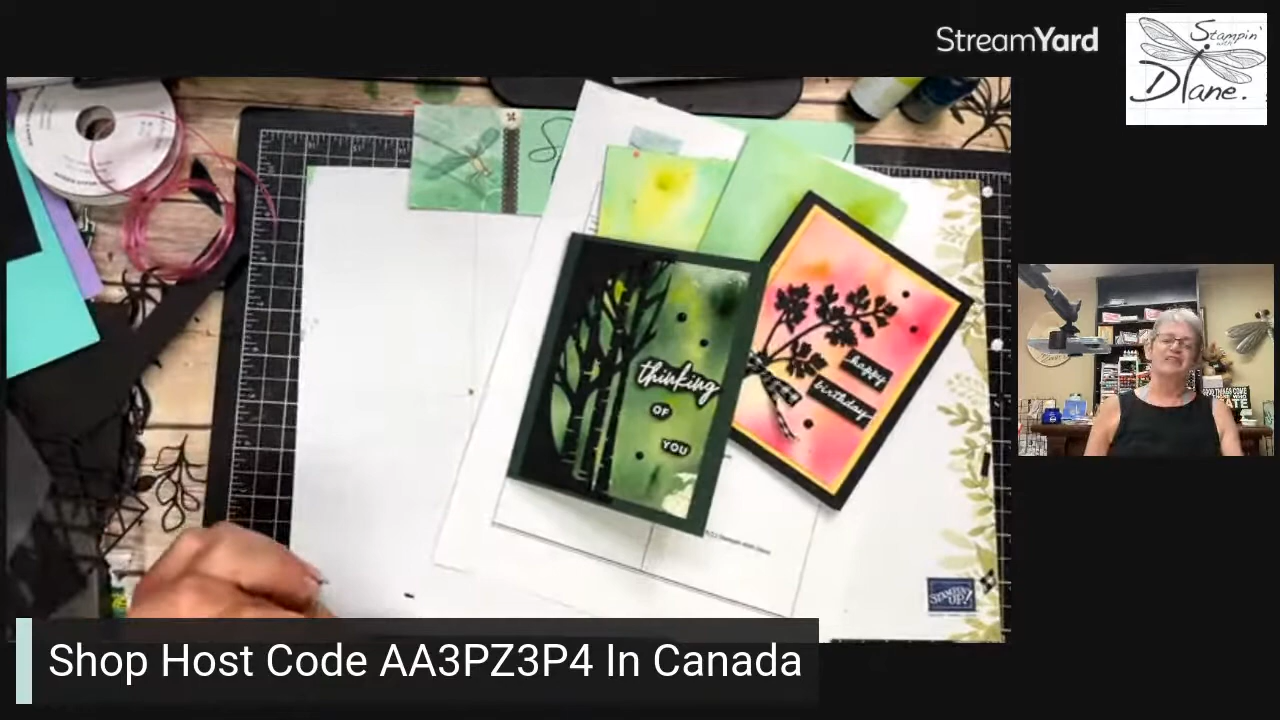 StreamYard
Stampin'
with
Diane.
thinking
OF
YOU
happy
birthday
STAMPIN' UP!
Shop Host Code AA3PZ3P4 In Canada